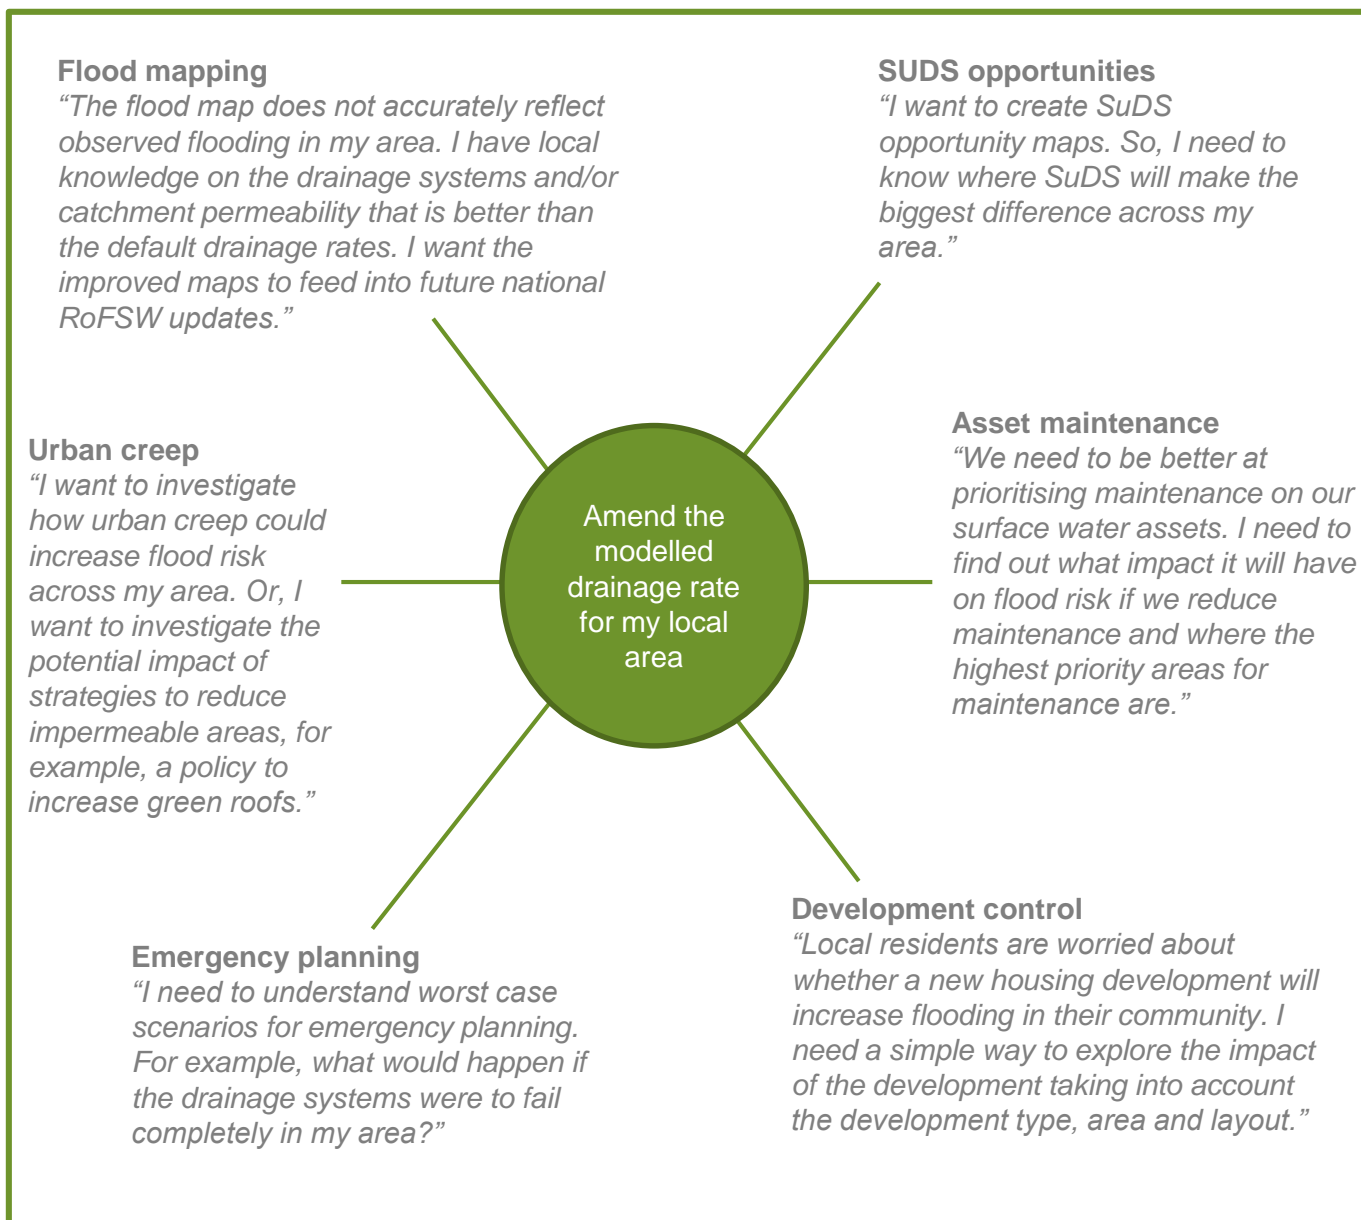 Flood mapping
“The flood map does not accurately reflect
observed flooding in my area. I have local
knowledge on the drainage systems and/or
catchment permeability that is better than
the default drainage rates. I want the
improved maps to feed into future national
RoFSW updates.”
SUDS opportunities
“I want to create SuDS
opportunity maps. So, I need to
know where SuDS will make the
biggest difference across my
area.”
Urban creep
“I want to investigate
how urban creep could
increase flood risk
across my area. Or, I
want to investigate the
potential impact of
strategies to reduce
impermeable areas, for
example, a policy to
increase green roofs.”
Amend the
modelled
drainage rate
for my local
area
Asset maintenance
“We need to be better at
prioritising maintenance on our
surface water assets. I need to
find out what impact it will have
on flood risk if we reduce
maintenance and where the
highest priority areas for
maintenance are.”
Emergency planning
“I need to understand worst case
scenarios for emergency planning.
For example, what would happen if
the drainage systems were to fail
completely in my area?”
Development control
“Local residents are worried about
whether a new housing development will
increase flooding in their community. I
need a simple way to explore the impact
of the development taking into account
the development type, area and layout.”